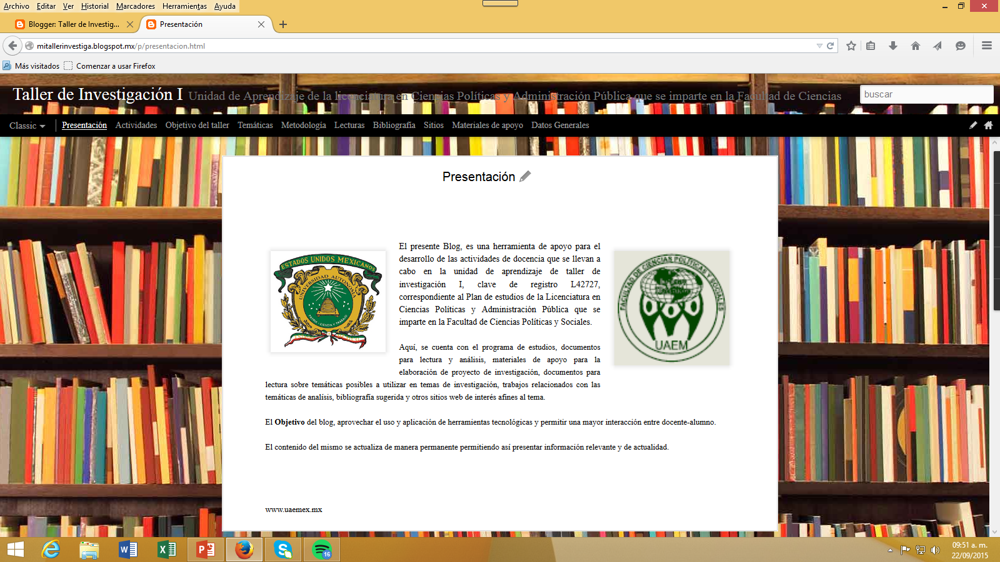 Archivo Editar Ver Historial Marcadores Herramientas Ayuda
Blogger: Taller de Investig...
Presentación
mitallerinvestiga.blogspot.mx/p/presentacion.html
Más visitados
Comenzar a usar Firefox
Taller de Investigación I Unidad de Aprendizaje de la licenciatura en Ciencias Políticas y Administración Pública que se imparte en la Facultad de Ciencias
buscar
Classic Presentación Actividades Objetivo del taller Temáticas Metodología Lecturas Bibliografía Sitios Materiales de apoyo Datos Generales
Presentación
ESTADOS UNIDOS MEXICANOS
UNIVERSIDAD AUTONOMA
PATRIA · CIENCIA Y TRABAJO
El presente Blog, es una herramienta de apoyo para el
desarrollo de las actividades de docencia que se llevan a
cabo en la unidad de aprendizaje de taller de
investigación I, clave de registro L42727,
correspondiente al Plan de estudios de la Licenciatura en
Ciencias Políticas y Administración Pública que se
imparte en la Facultad de Ciencias Políticas y Sociales.
FACULTAD DE CIENCIAS POLITICAS Y SOCIALES
UAEM
Aquí, se cuenta con el programa de estudios, documentos
para lectura y análisis, materiales de apoyo para la
elaboración de proyecto de investigación, documentos para
lectura sobre temáticas posibles a utilizar en temas de investigación, trabajos relacionados con las
temáticas de analísis, bibliografía sugerida y otros sitios web de interés afines al tema.
El Objetivo del blog, aprovechar el uso y aplicación de herramientas tecnológicas y permitir una mayor interacción entre docente-alumno.
El contenido del mismo se actualiza de manera permanente permitiendo así presentar información relevante y de actualidad.
www.uaemex.mx
16
09:51 a. m.
22/09/2015